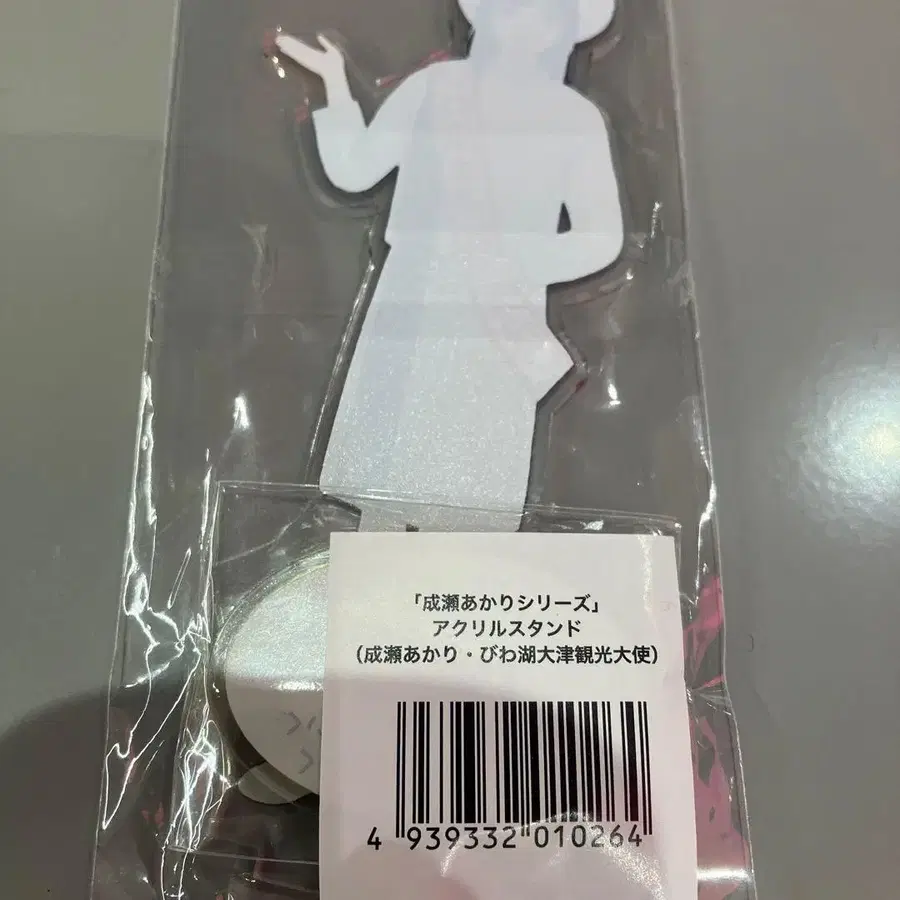 「成瀬あかりシリーズ」
アクリルスタンド
（成瀬あかり・びわ湖大津観光大使）
4 939332 010264